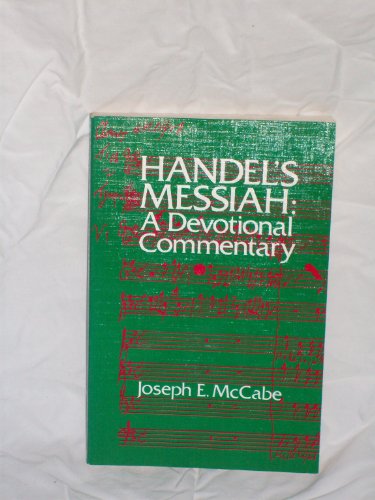 HANDEL'S
MESSIAH:
A Devotional
Commentary
Joseph E. McCabe